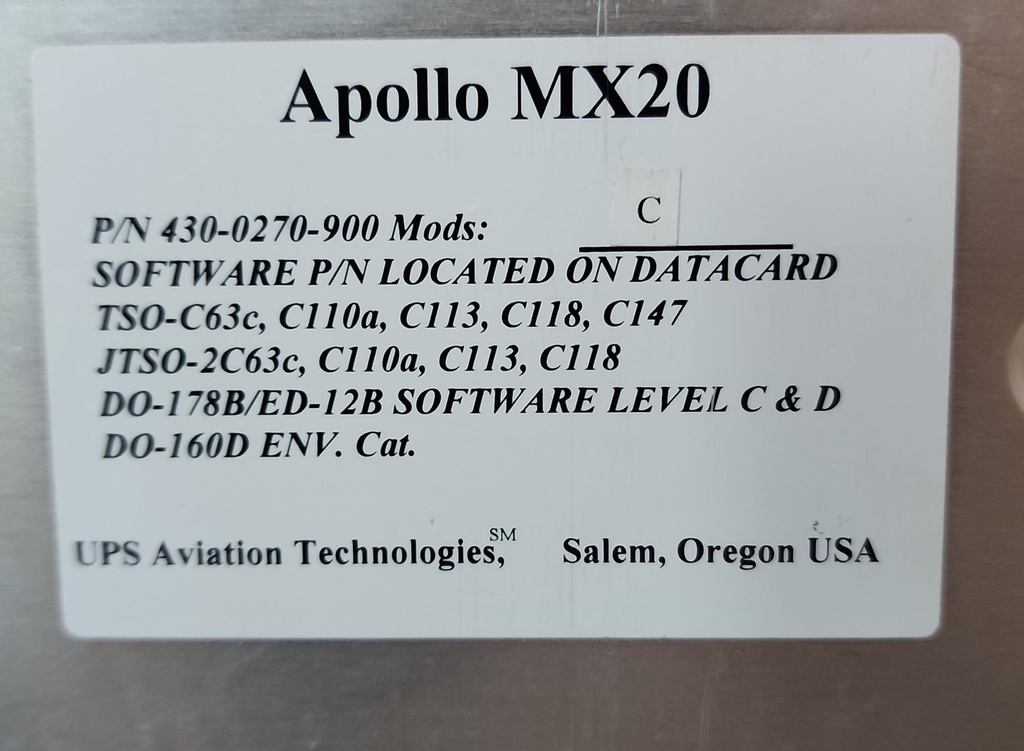 Apollo MX20
P/N 430-0270-900 Mods: C
SOFTWARE P/N LOCATED ON DATACARD
TSO-C63c, C110a, C113, C118, C147
JTSO-2C63c, C110a, C113, C118
DO-178B/ED-12B SOFTWARE LEVEL C & D
DO-160D ENV. Cat.
UPS Aviation Technologies,SM Salem, Oregon USA